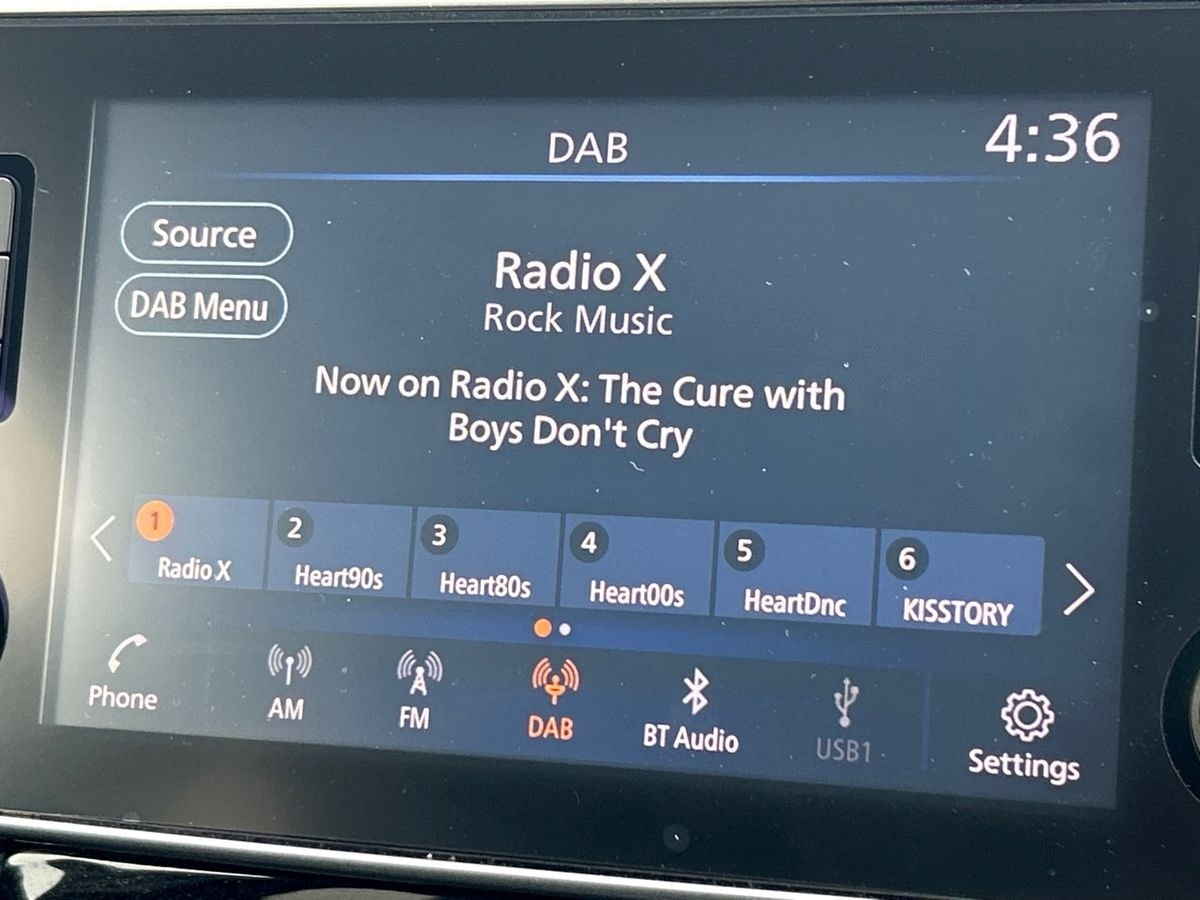 DAB
4:36
Source
DAB Menu
Radio X
Rock Music
Now on Radio X: The Cure with
Boys Don't Cry
1 Radio X
2 Heart90s
3 Heart80s
4 Heart00s
5 HeartDnc
6 KISSTORY
Phone
AM
FM
DAB
BT Audio
USB1
Settings